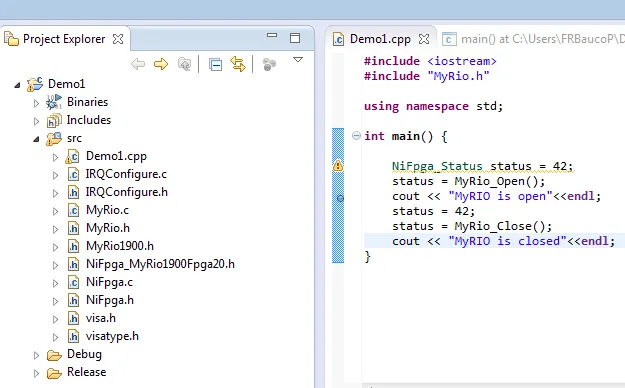 Project Explorer
Demo1
Binaries
Includes
src
Demo1.cpp
IRQConfigure.c
IRQConfigure.h
MyRio.c
MyRio.h
MyRio1900.h
NiFpga_MyRio1900Fpga20.h
NiFpga.c
NiFpga.h
visa.h
visatype.h
Debug
Release
Demo1.cpp
main() at C:\Users\FRBaucoP\D
#include <iostream>
#include "MyRio.h"
using namespace std;
int main() {
NiFpga_Status status = 42;
status = MyRio_Open();
cout << "MyRIO is open"<<endl;
status = 42;
status = MyRio_Close();
cout << "MyRIO is closed"<<endl;
}